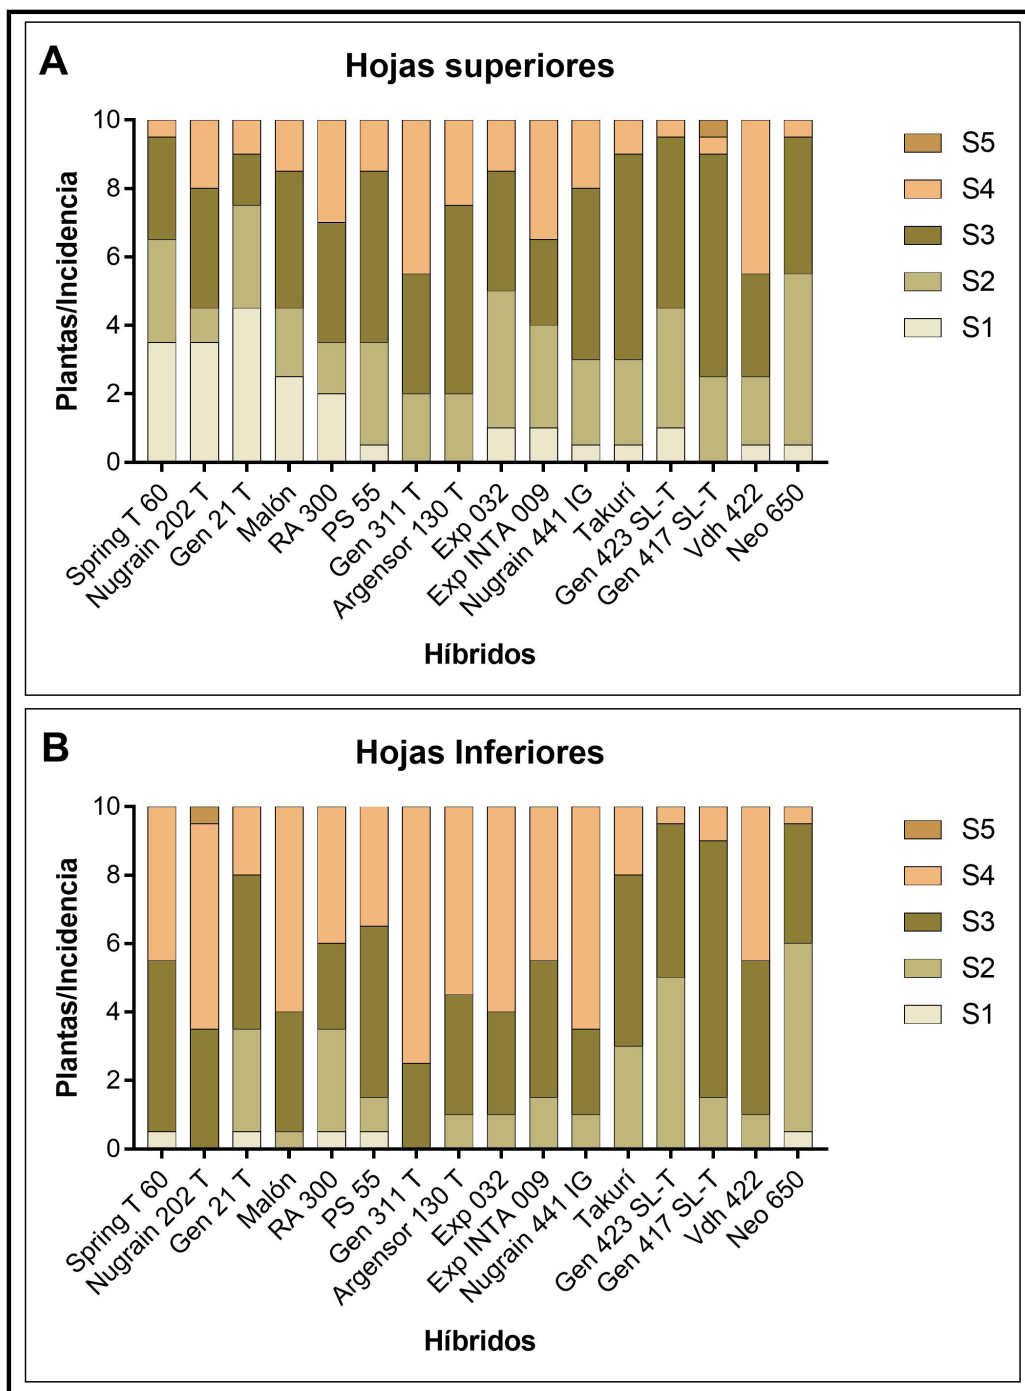 A
Hojas superiores
Plantas/Incidencia
10
8
6
4
2
0
S5
S4
S3
S2
S1
Spring T 60
Nugrain 202 T
Gen 21 T
Malón
RA 300
PS 55
Gen 311 T
Argensor 130 T
Exp 032
Exp INTA 009
Nugrain 441 IG
Takurí
Gen 423 SL-T
Gen 417 SL-T
Vdh 422
Neo 650
Híbridos
B
Hojas Inferiores
Plantas/Incidencia
10
8
6
4
2
0
S5
S4
S3
S2
S1
Spring T 60
Nugrain 202 T
Gen 21 T
Malón
RA 300
PS 55
Gen 311 T
Argensor 130 T
Exp 032
Exp INTA 009
Nugrain 441 IG
Takurí
Gen 423 SL-T
Gen 417 SL-T
Vdh 422
Neo 650
Híbridos